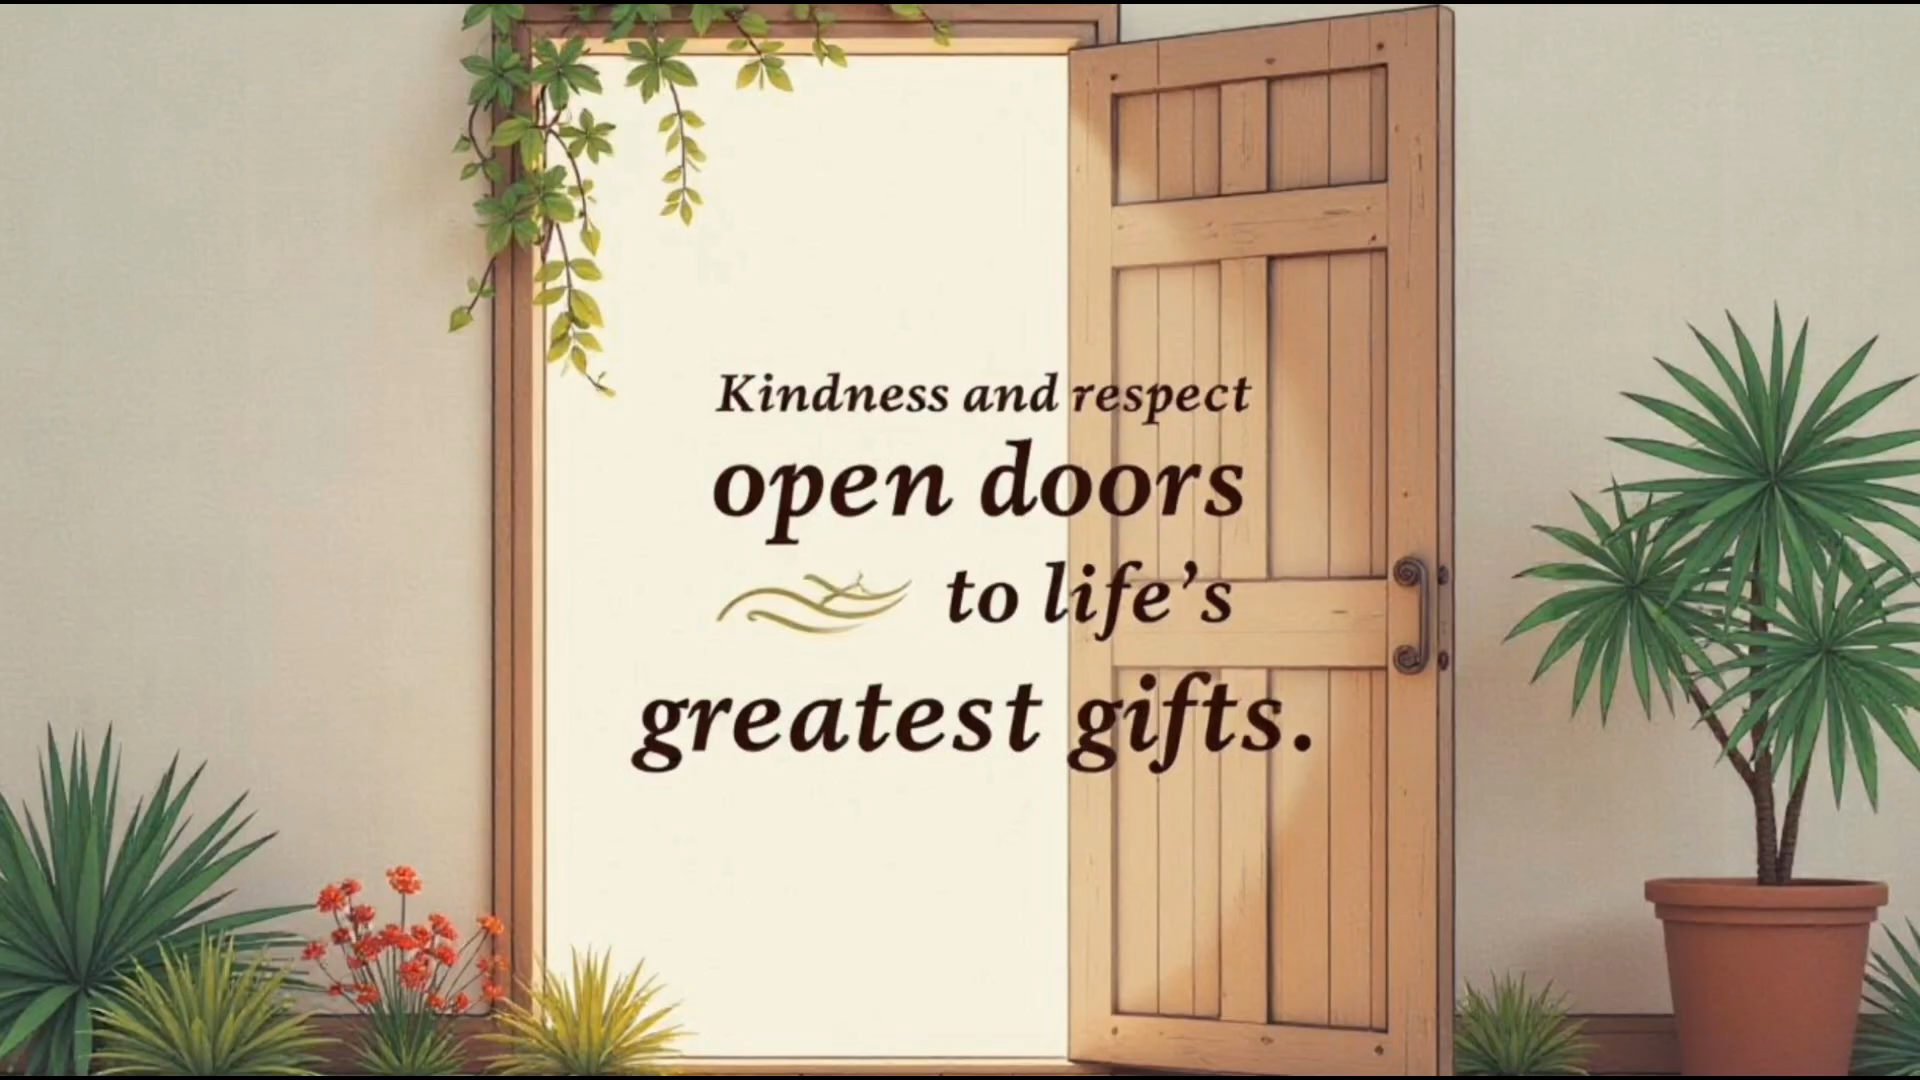 Kindness and respect
open doors
to life’s
greatest gifts.